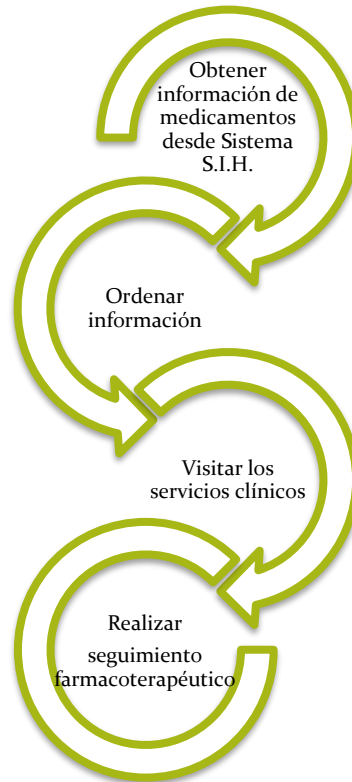 Obtener
información de
medicamentos
desde Sistema
S.I.H.
Ordenar
información
Visitar los
servicios clínicos
Realizar
seguimiento
farmacoterapéutico